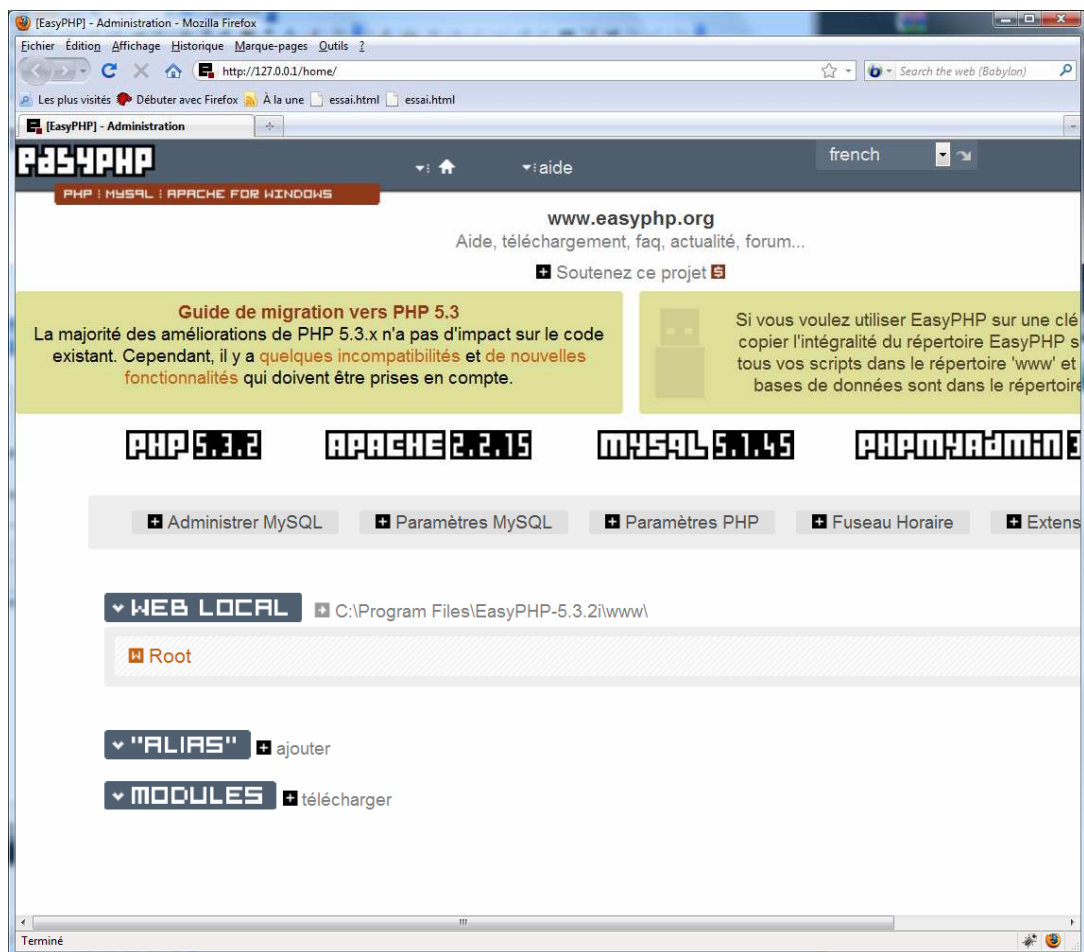 [EasyPHP] - Administration - Mozilla Firefox
Fichier Édition Affichage Historique Marque-pages Outils ?
http://127.0.0.1/home/
Search the web (Babylon)
Les plus visités Débuter avec Firefox À la une essai.html essai.html
[EasyPHP] - Administration
easyPHP
aide
french
PHP MYSQL APACHE FOR WINDOWS
www.easyphp.org
Aide, téléchargement, faq, actualité, forum...
Soutenez ce projet $
Guide de migration vers PHP 5.3
La majorité des améliorations de PHP 5.3.x n'a pas d'impact sur le code
existant. Cependant, il y a quelques incompatibilités et de nouvelles
fonctionnalités qui doivent être prises en compte.
Si vous voulez utiliser EasyPHP sur une clé
copier l'intégralité du répertoire EasyPHP s
tous vos scripts dans le répertoire 'www' et
bases de données sont dans le répertoire
PHP 5.3.2 APACHE 2.2.15 MYSQL 5.1.45 PHPMYADMIN 3
Administrer MySQL Paramètres MySQL Paramètres PHP Fuseau Horaire Extens
WEB LOCAL C:\Program Files\EasyPHP-5.3.2i\www\
W Root
"ALIAS" ajouter
MODULES télécharger
Terminé